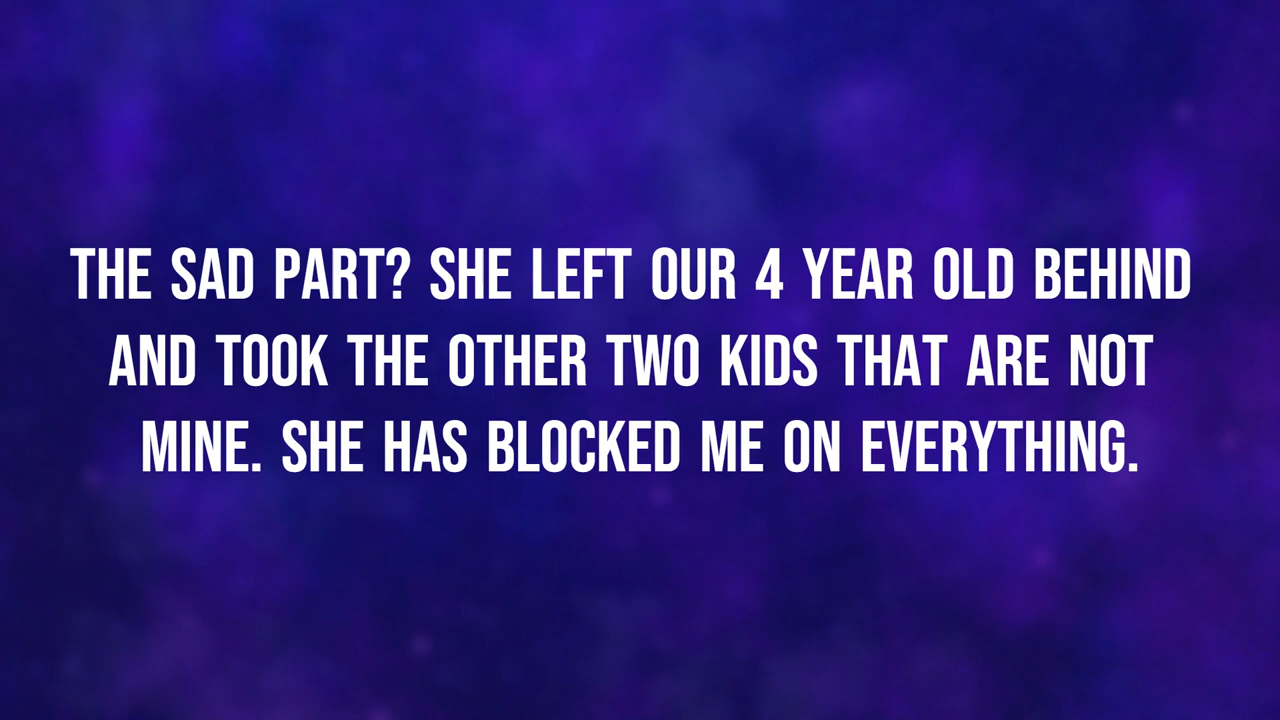 THE SAD PART? SHE LEFT OUR 4 YEAR OLD BEHIND
AND TOOK THE OTHER TWO KIDS THAT ARE NOT
MINE. SHE HAS BLOCKED ME ON EVERYTHING.